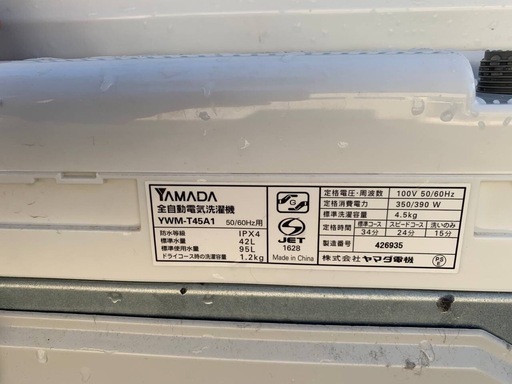 YAMADA
全自動電気洗濯機
YWM-T45A1 50/60Hz用
防水等級 IPX4
標準水量 42L
標準使用水量 95L
ドライコース時の洗濯容量 1.2kg
G
JET
1628
Made in China
定格電圧・周波数 100V 50/60Hz
定格消費電力 350/390 W
標準洗濯容量 4.5kg
定格時間 標準コース スピードコース 洗いのみ
34分 24分 15分
製造番号 426935
株式会社 ヤマダ電機
PS
E